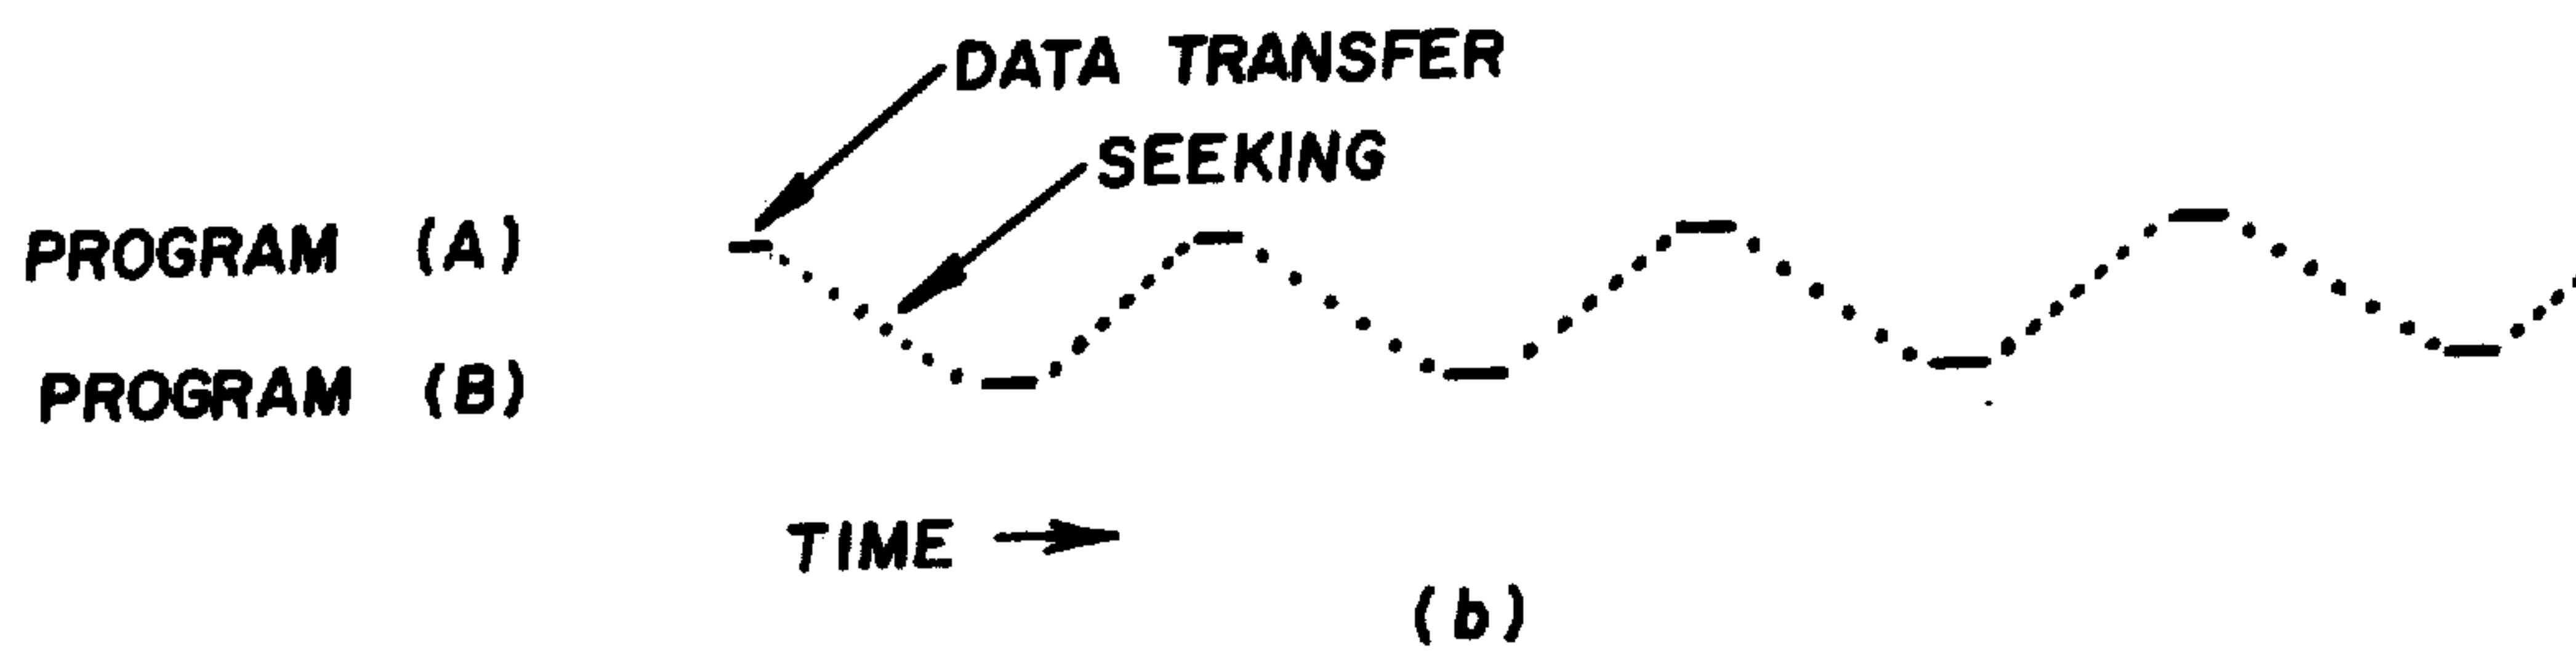 DATA TRANSFER
SEEKING
PROGRAM (A)
PROGRAM (B)
TIME
(b)